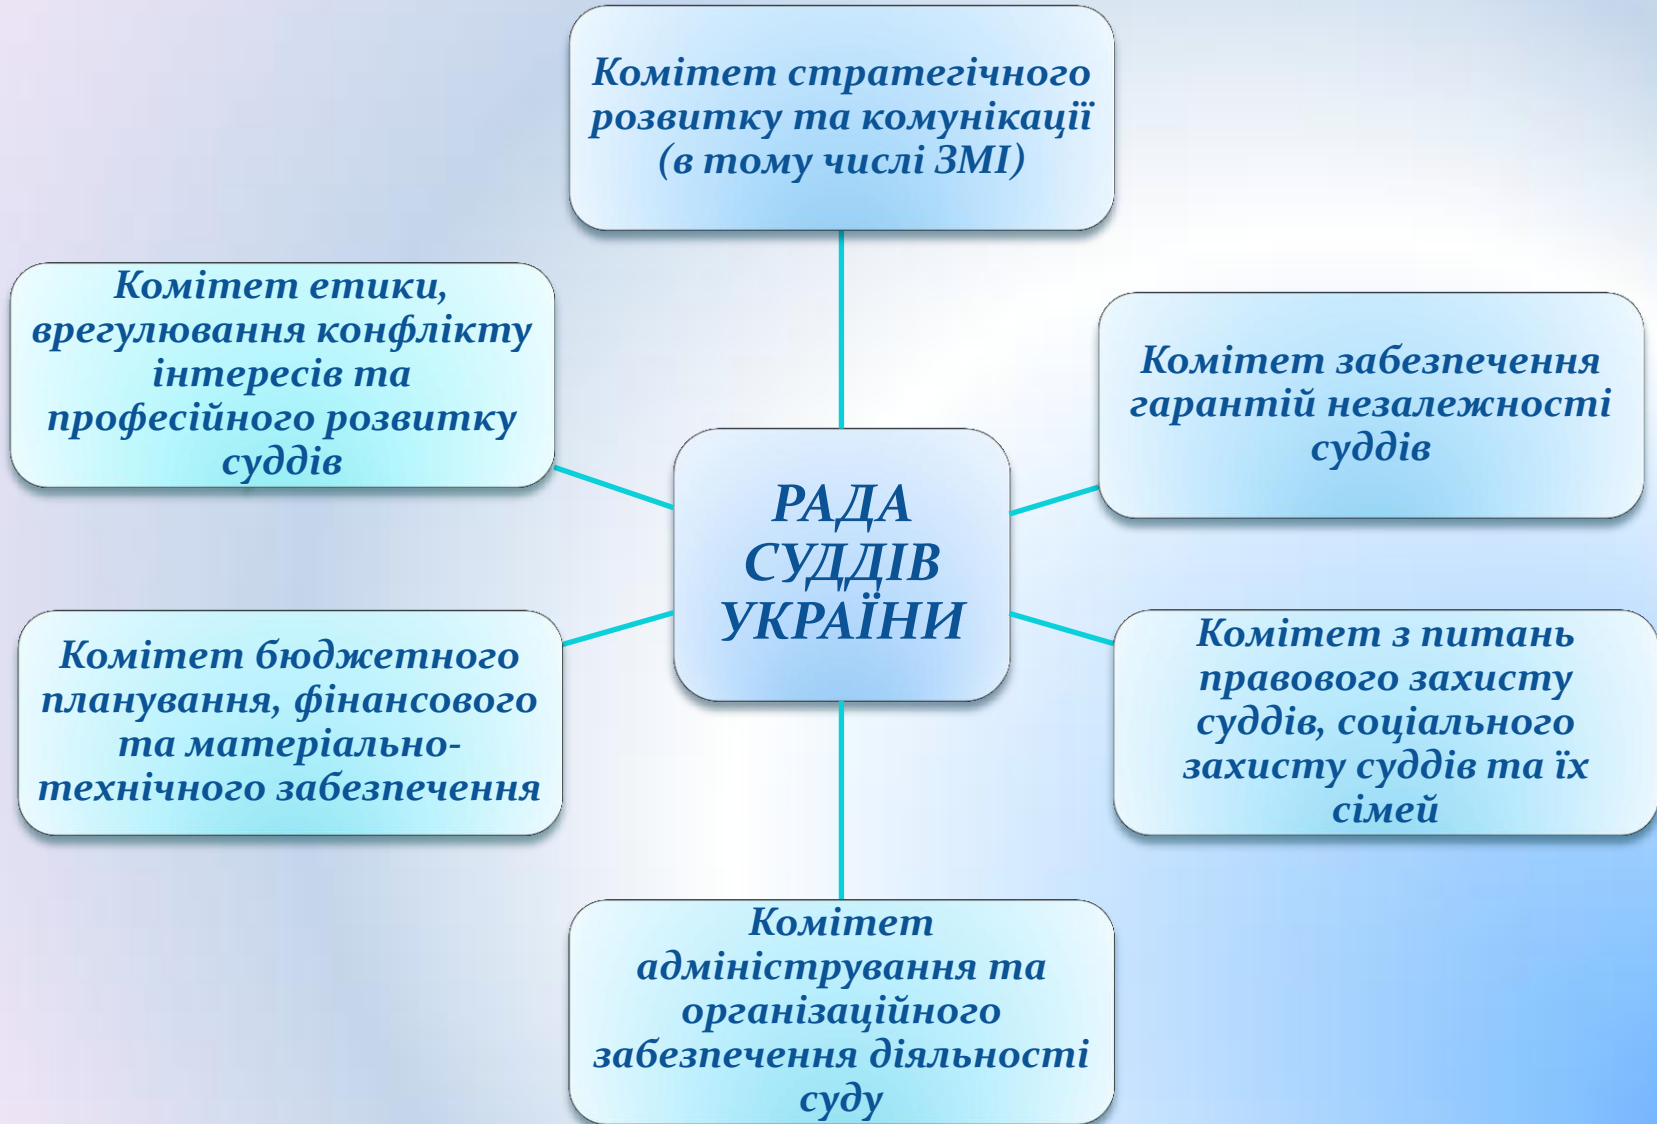 Комітет стратегічного
розвитку та комунікації
(в тому числі ЗМІ)
Комітет етики,
врегулювання конфлікту
інтересів та
професійного розвитку
суддів
Комітет забезпечення
гарантій незалежності
суддів
РАДА
СУДДІВ
УКРАЇНИ
Комітет бюджетного
планування, фінансового
та матеріально-
технічного забезпечення
Комітет з питань
правового захисту
суддів, соціального
захисту суддів та їх
сімей
Комітет
адміністрування та
організаційного
забезпечення діяльності
суду